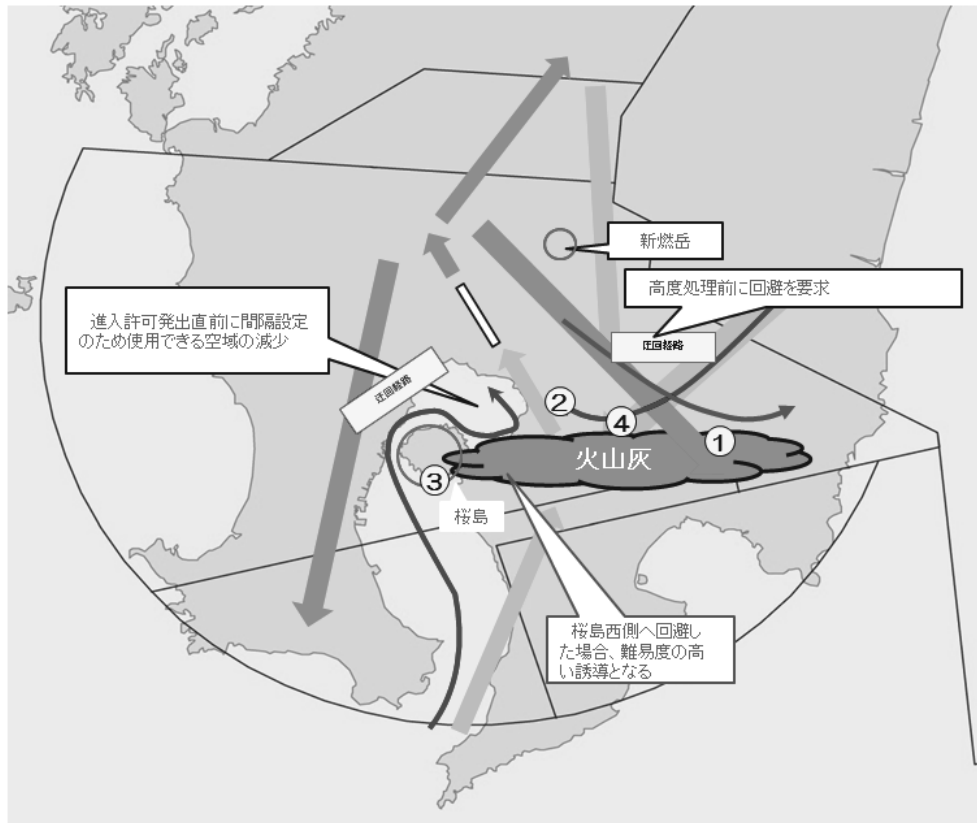 新燃岳
高度処理前に回避を要求
進入許可発出直前に間隔設定
のため使用できる空域の減少
迂回経路
迂回経路
②
④
①
火山灰
③
桜島
桜島西側へ回避し
た場合、難易度の高
い誘導となる